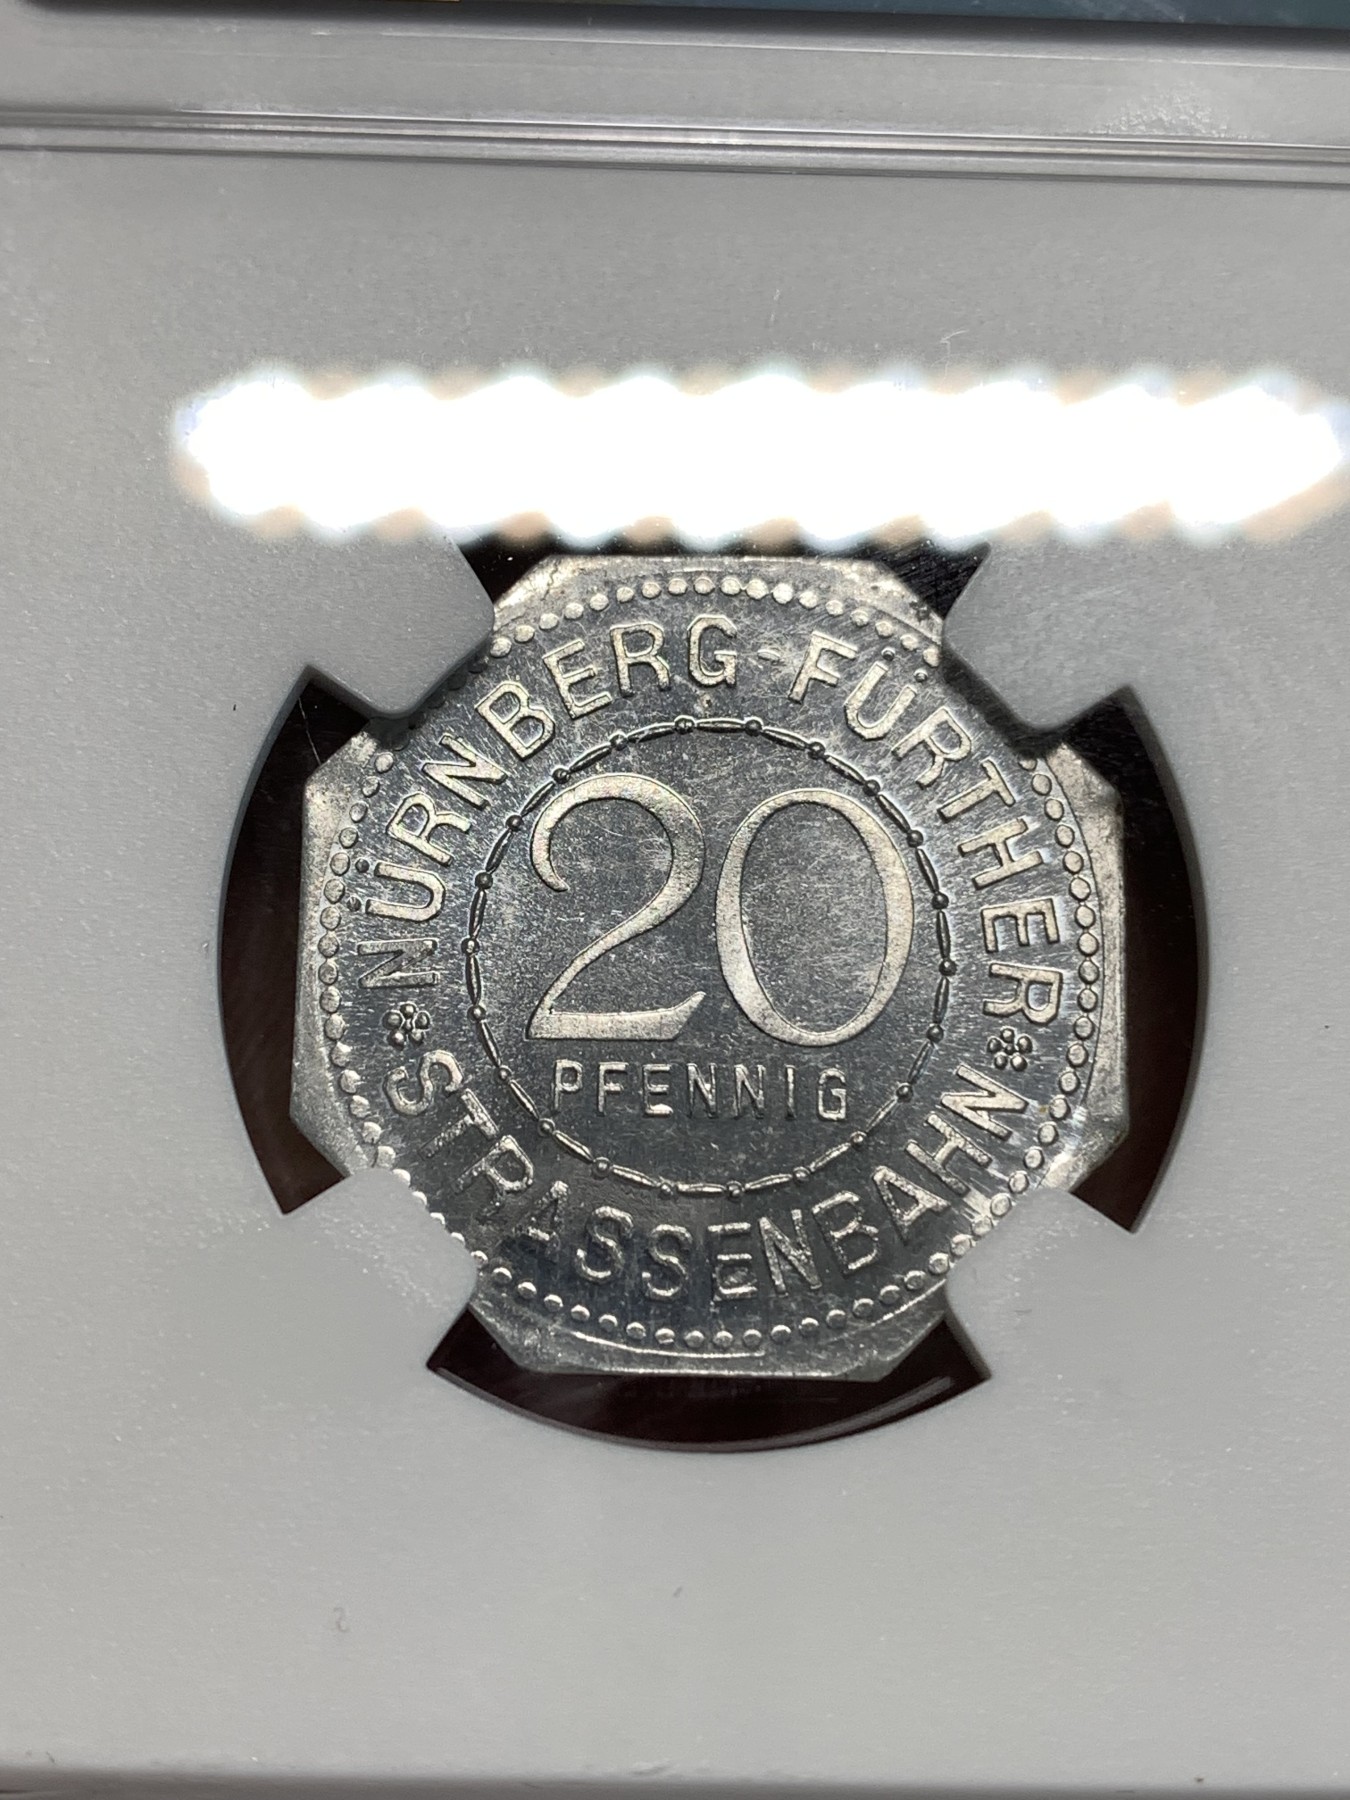 NÜRNBERG-FÜRTHER
STRASSENBAHN
20
PFENNIG